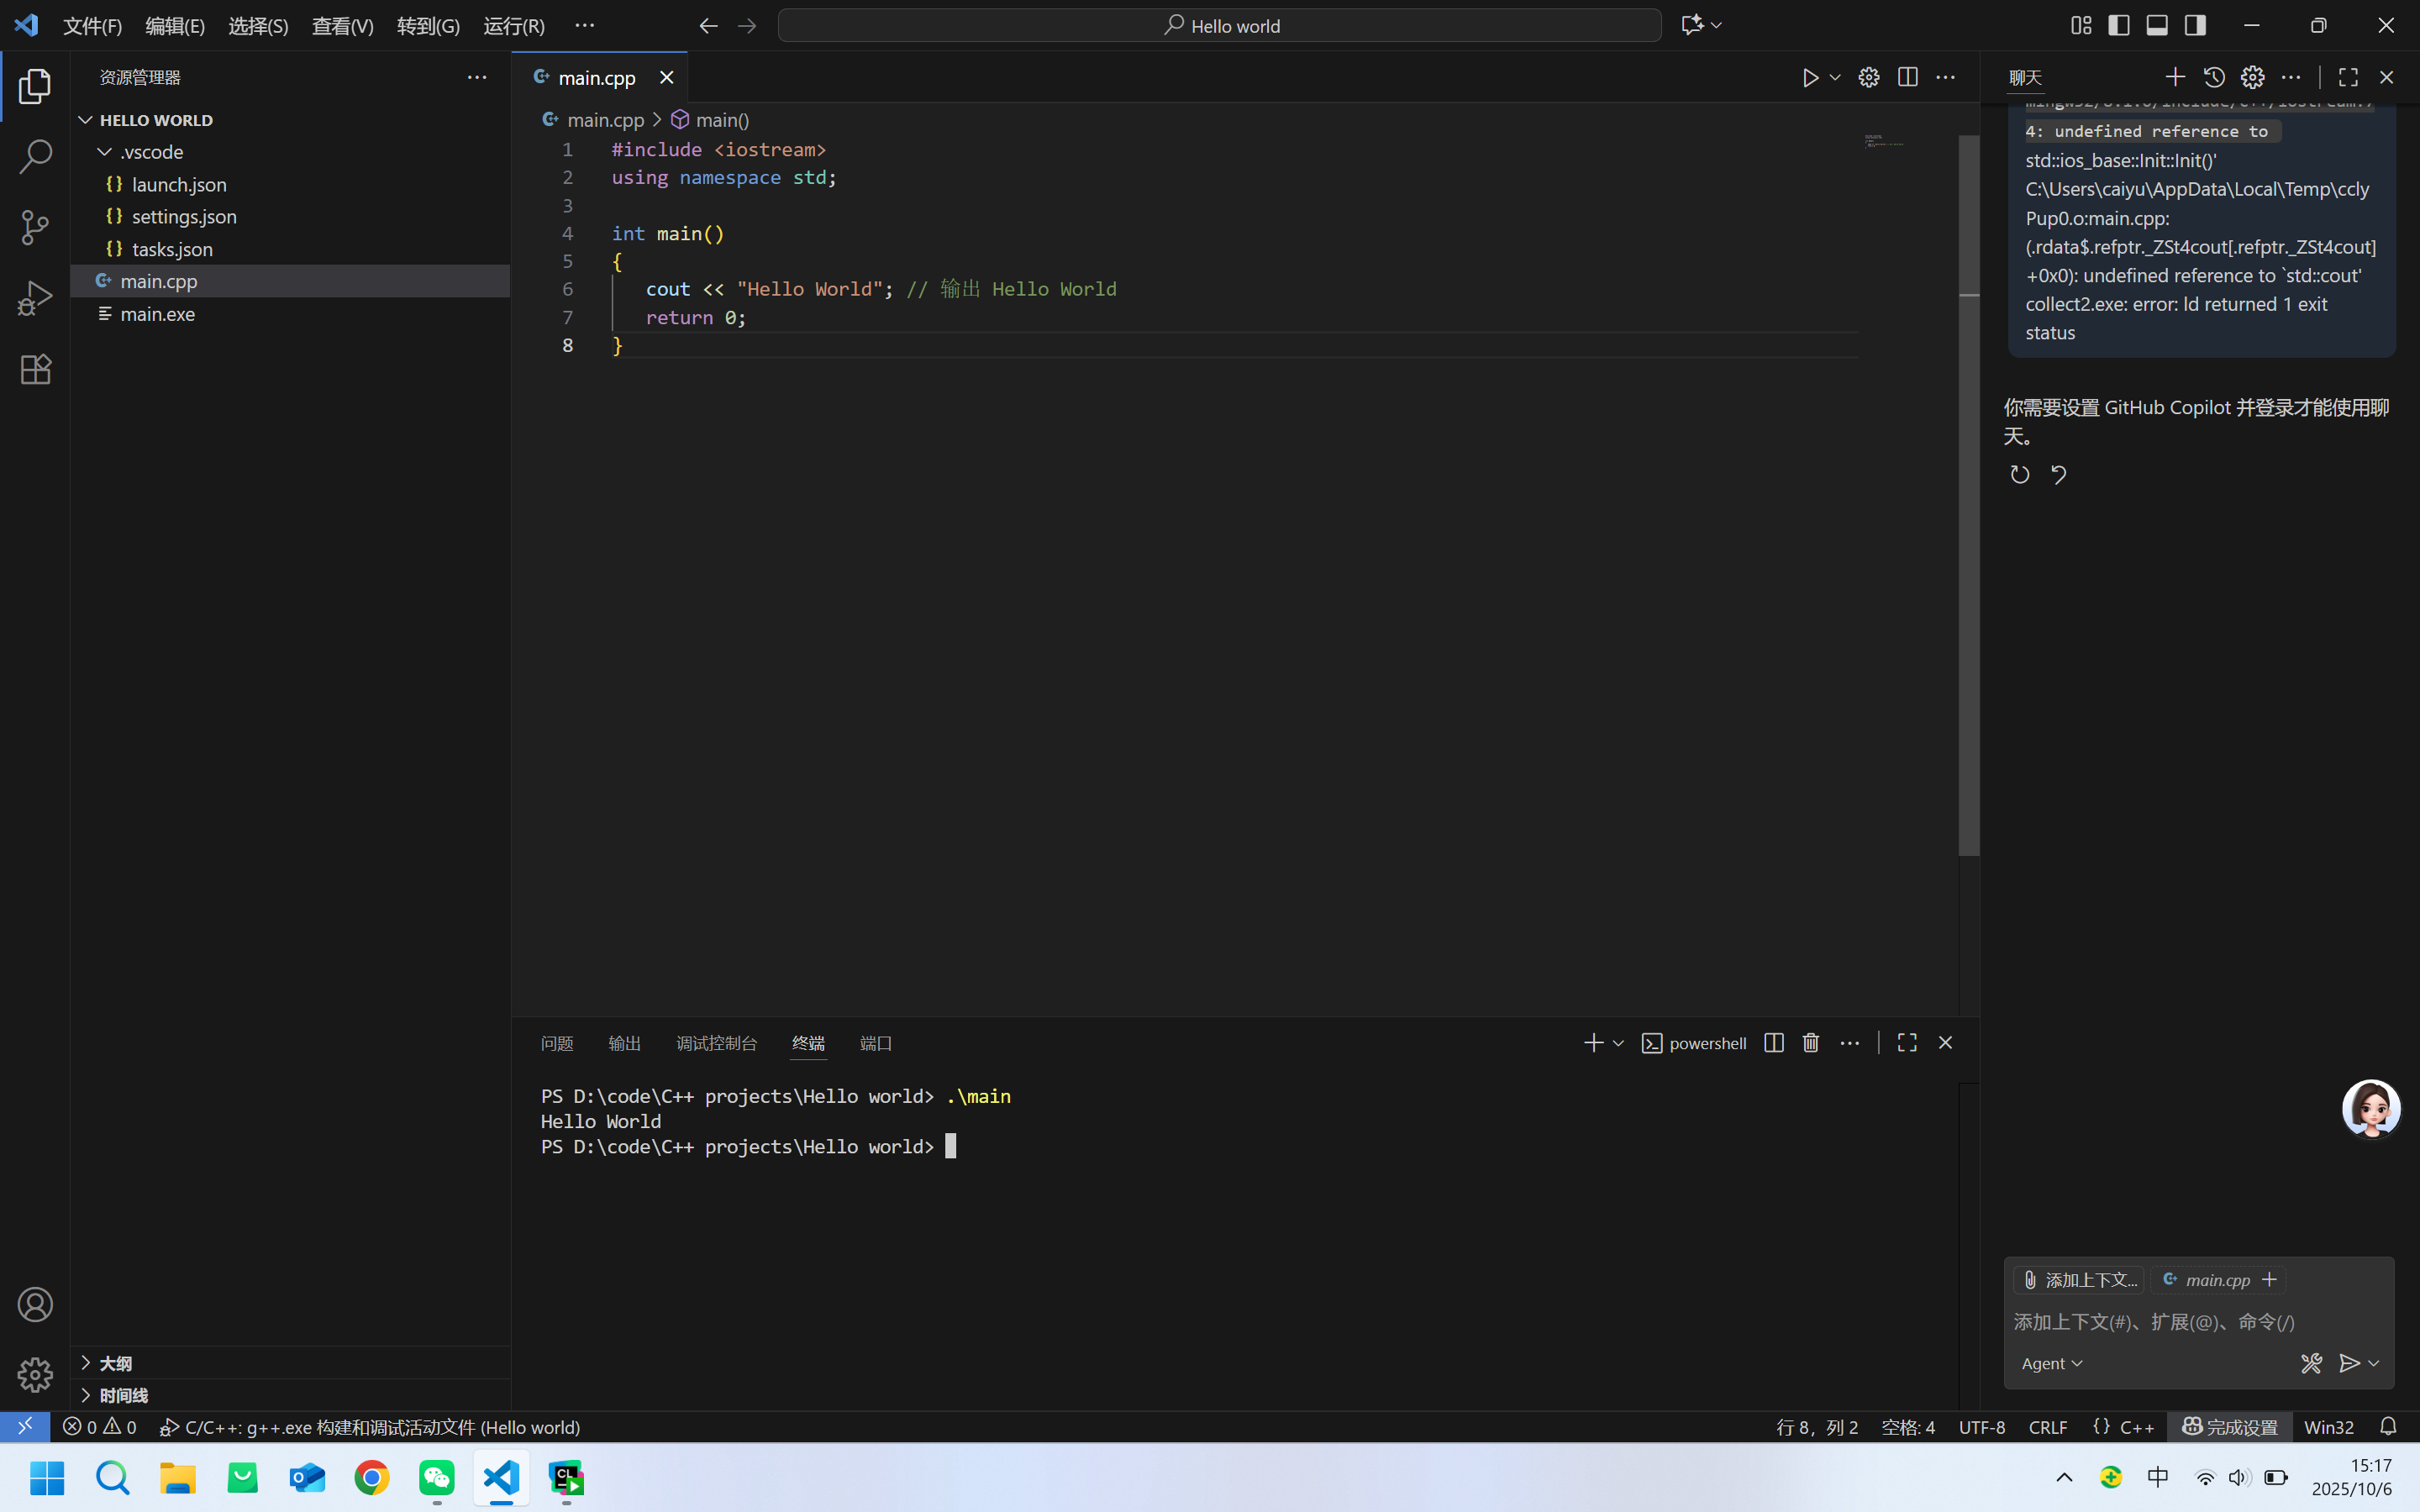 文件(F) 编辑(E) 选择(S) 查看(V) 转到(G) 运行(R) ···
Hello world
资源管理器
HELLO WORLD
.vscode
{} launch.json
{} settings.json
{} tasks.json
main.cpp
main.exe
大纲
时间线
main.cpp
main.cpp > main()
1 #include <iostream>
2 using namespace std;
3
4 int main()
5 {
6 cout << "Hello World"; // 输出 Hello World
7 return 0;
8 }
问题 输出 调试控制台 终端 端口
powershell
PS D:\code\C++ projects\Hello world> .\main
Hello World
PS D:\code\C++ projects\Hello world>
聊天
4: undefined reference to
std::ios_base::Init::Init()'
C:\Users\caiyu\AppData\Local\Temp\ccly
Pup0.o:main.cpp:
(.rdata$.refptr._ZSt4cout[.refptr._ZSt4cout]
+0x0): undefined reference to `std::cout'
collect2.exe: error: ld returned 1 exit
status
你需要设置 GitHub Copilot 并登录才能使用聊
天。
添加上下文... main.cpp
添加上下文(#)、扩展(@)、命令(/)
Agent
0 0 C/C++: g++.exe 构建和调试活动文件 (Hello world)
行 8，列 2 空格: 4 UTF-8 CRLF {} C++ 完成设置 Win32
CL
中
15:17
2025/10/6